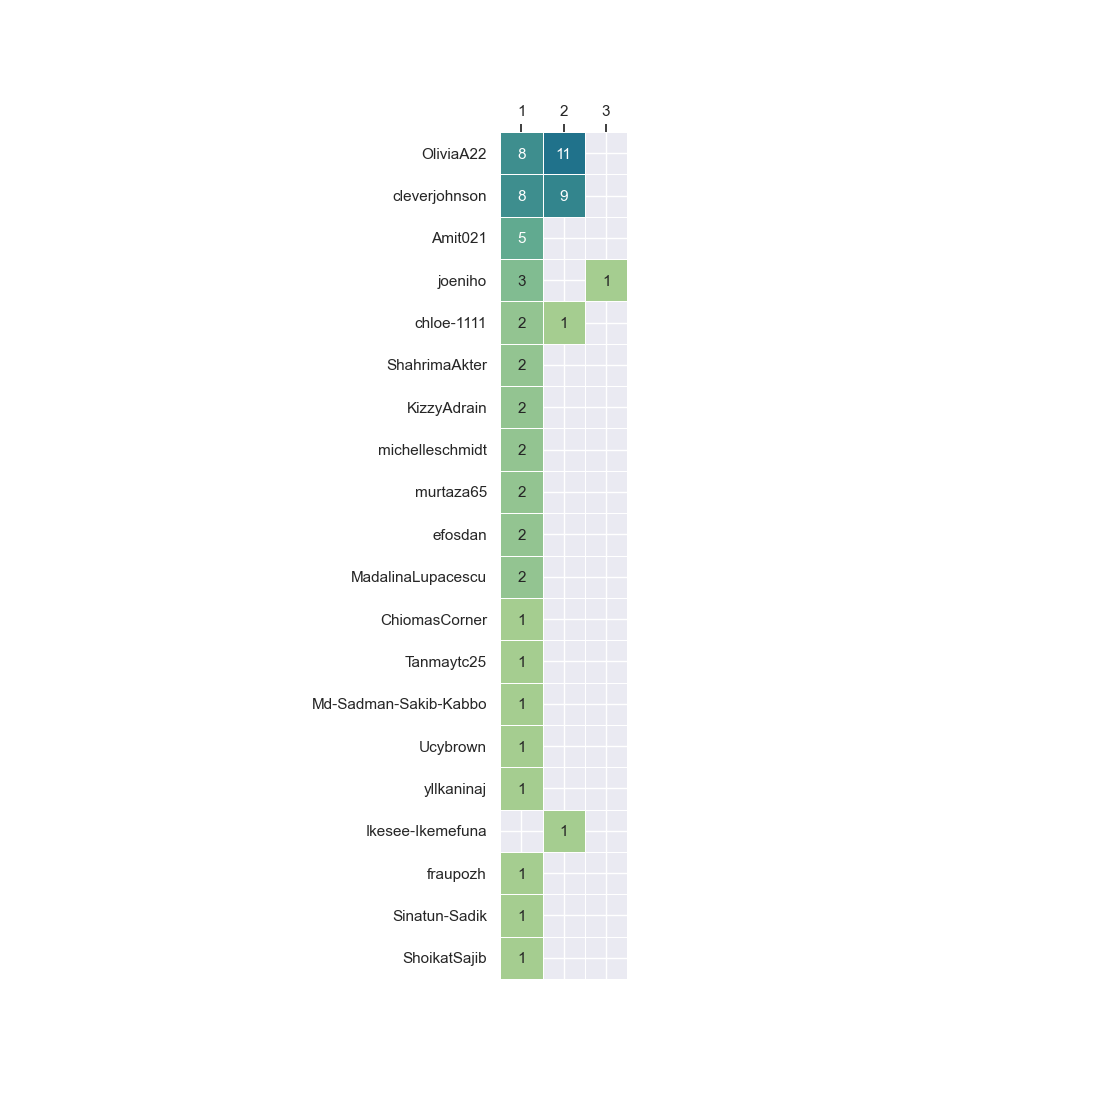 1 2 3
OliviaA22 8 11
cleverjohnson 8 9
Amit021 5
joeniho 3 1
chloe-1111 2 1
ShahrimaAkter 2
KizzyAdrain 2
michelleschmidt 2
murtaza65 2
efosdan 2
MadalinaLupacescu 2
ChiomasCorner 1
Tanmaytc25 1
Md-Sadman-Sakib-Kabbo 1
Ucybrown 1
yllkaninaj 1
Ikesee-Ikemefuna 1
fraupozh 1
Sinatun-Sadik 1
ShoikatSajib 1